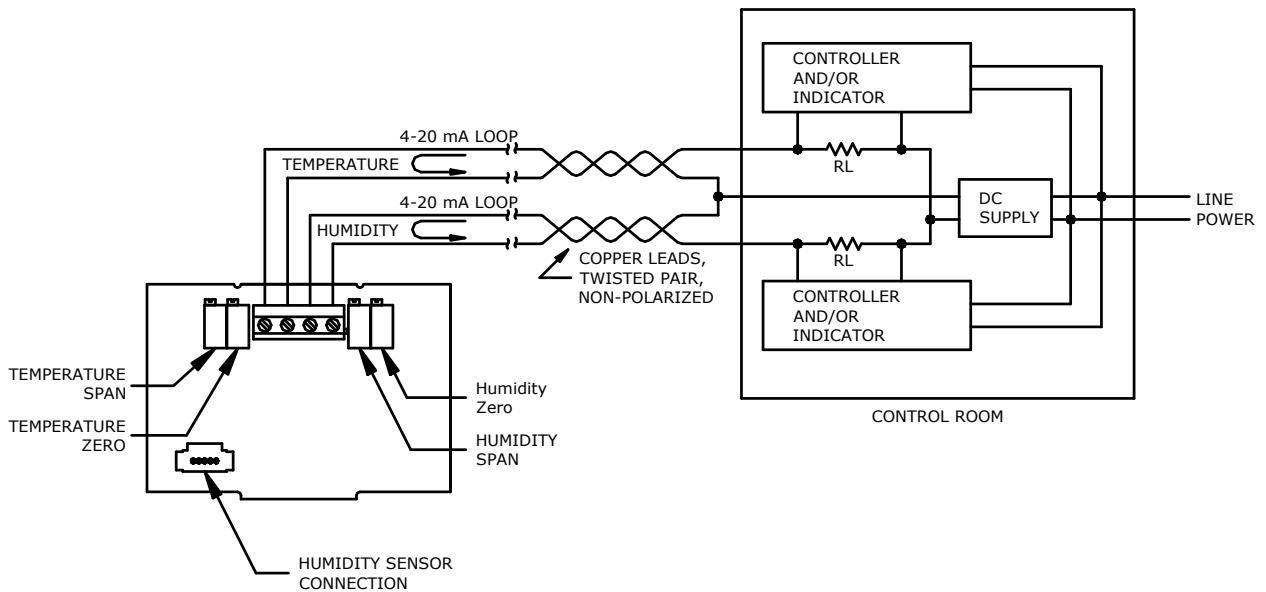 CONTROLLER
AND/OR
INDICATOR
4-20 mA LOOP
TEMPERATURE
RL
4-20 mA LOOP
HUMIDITY
DC
SUPPLY
LINE
POWER
COPPER LEADS,
TWISTED PAIR,
NON-POLARIZED
RL
CONTROLLER
AND/OR
INDICATOR
CONTROL ROOM
TEMPERATURE
SPAN
TEMPERATURE
ZERO
Humidity
Zero
HUMIDITY
SPAN
HUMIDITY SENSOR
CONNECTION